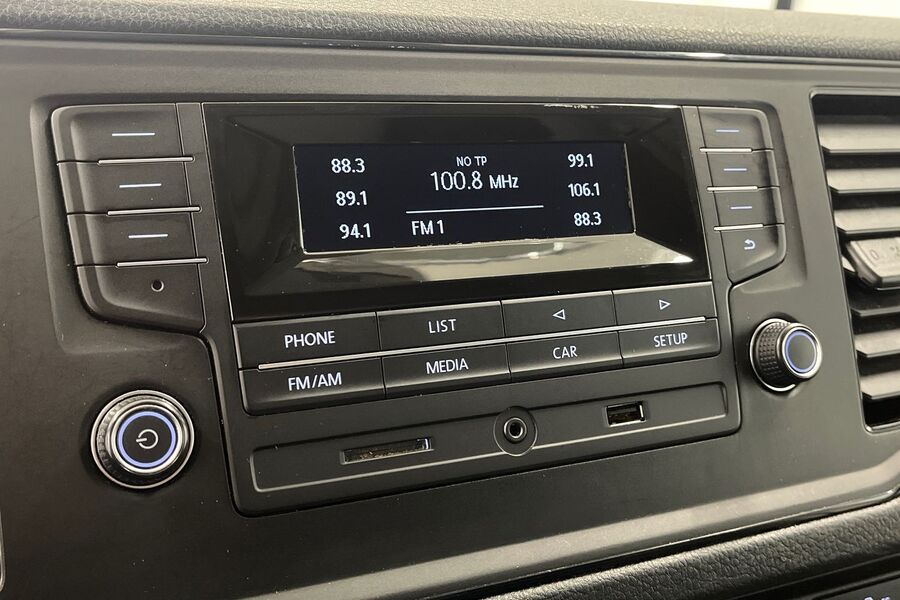 88.3
89.1
94.1
NO TP
100.8 MHz
FM 1
99.1
106.1
88.3
PHONE
LIST
FM/AM
MEDIA
CAR
SETUP